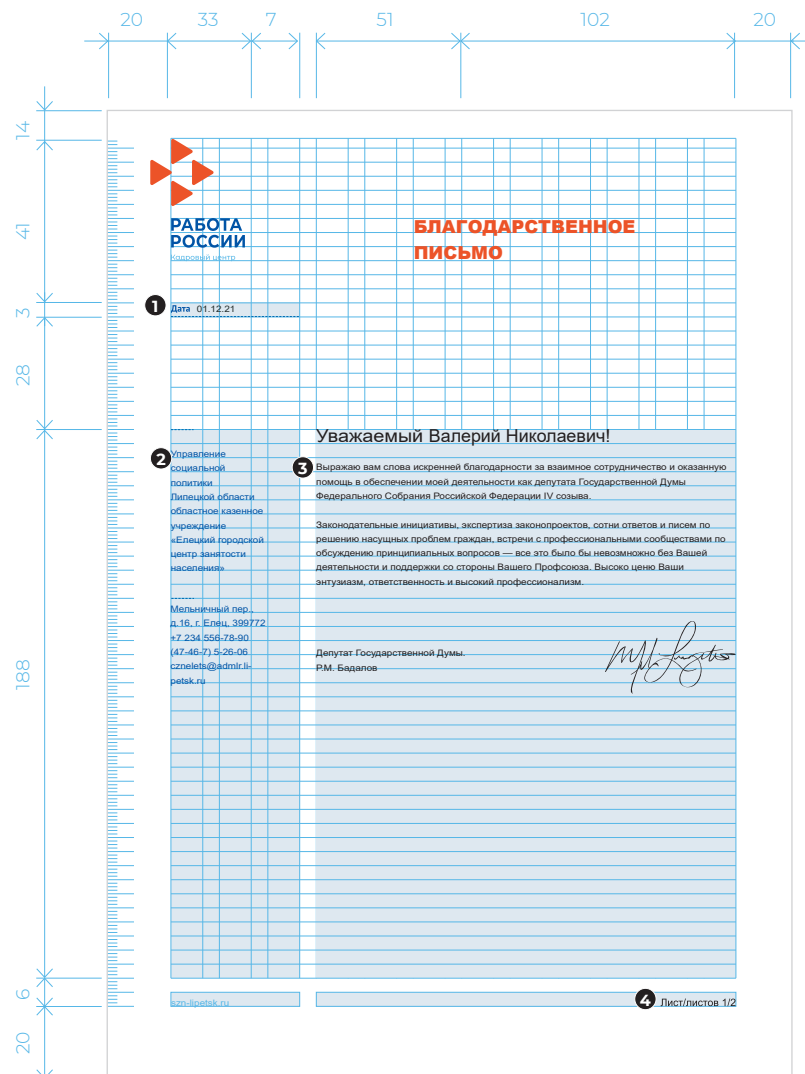 20 33 7 51 102 20
14
41
3
28
188
6
20
РАБОТА
РОССИИ
Кадровый центр
БЛАГОДАРСТВЕННОЕ
ПИСЬМО
1
Дата 01.12.21
2
Управление
социальной
политики
Липецкой области
областное казенное
учреждение
«Елецкий городской
центр занятости
населения»
Мельничный пер.,
д.16, г. Елец, 399772
+7 234 556-78-90
(47-46-7) 5-26-06
cznelets@admlr.li-
petsk.ru
Уважаемый Валерий Николаевич!
3
Выражаю вам слова искренней благодарности за взаимное сотрудничество и оказанную
помощь в обеспечении моей деятельности как депутата Государственной Думы
Федерального Собрания Российской Федерации IV созыва.
Законодательные инициативы, экспертиза законопроектов, сотни ответов и писем по
решению насущных проблем граждан, встречи с профессиональными сообществами по
обсуждению принципиальных вопросов — все это было бы невозмножно без Вашей
деятельности и поддержки со стороны Вашего Профсоюза. Высоко ценю Ваши
энтузиазм, ответственность и высокий профессионализм.
Депутат Государственной Думы.
Р.М. Бадалов
szn-lipetsk.ru
4
Лист/листов 1/2